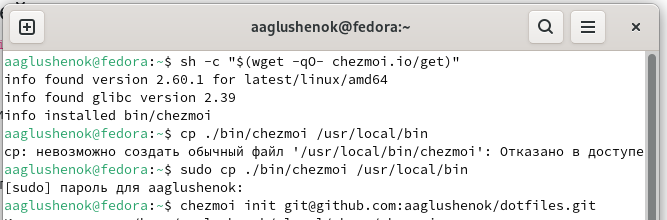 aaglushenok@fedora:~
aaglushenok@fedora:~$ sh -c "$(wget -qO- chezmoi.io/get)"
info found version 2.60.1 for latest/linux/amd64
info found glibc version 2.39
info installed bin/chezmoi
aaglushenok@fedora:~$ cp ./bin/chezmoi /usr/local/bin
cp: невозможно создать обычный файл '/usr/local/bin/chezmoi': Отказано в доступе
aaglushenok@fedora:~$ sudo cp ./bin/chezmoi /usr/local/bin
[sudo] пароль для aaglushenok:
aaglushenok@fedora:~$ chezmoi init git@github.com:aaglushenok/dotfiles.git